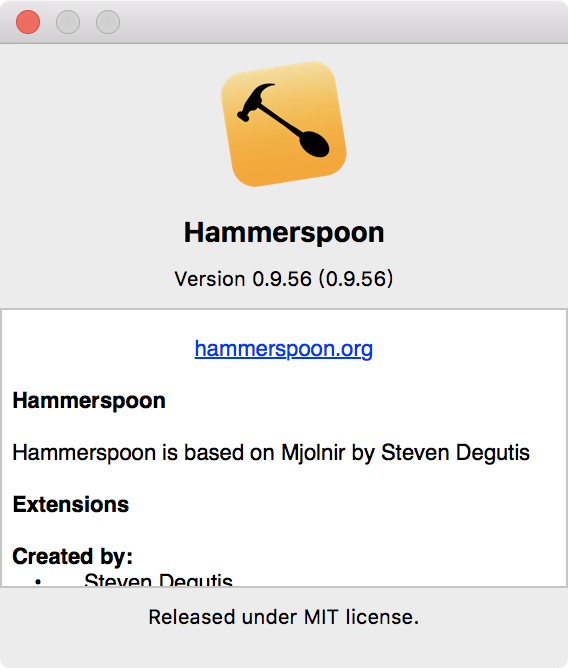 Hammerspoon
Version 0.9.56 (0.9.56)
hammerspoon.org
Hammerspoon
Hammerspoon is based on Mjolnir by Steven Degutis
Extensions
Created by:
• Steven Degutis
Released under MIT license.